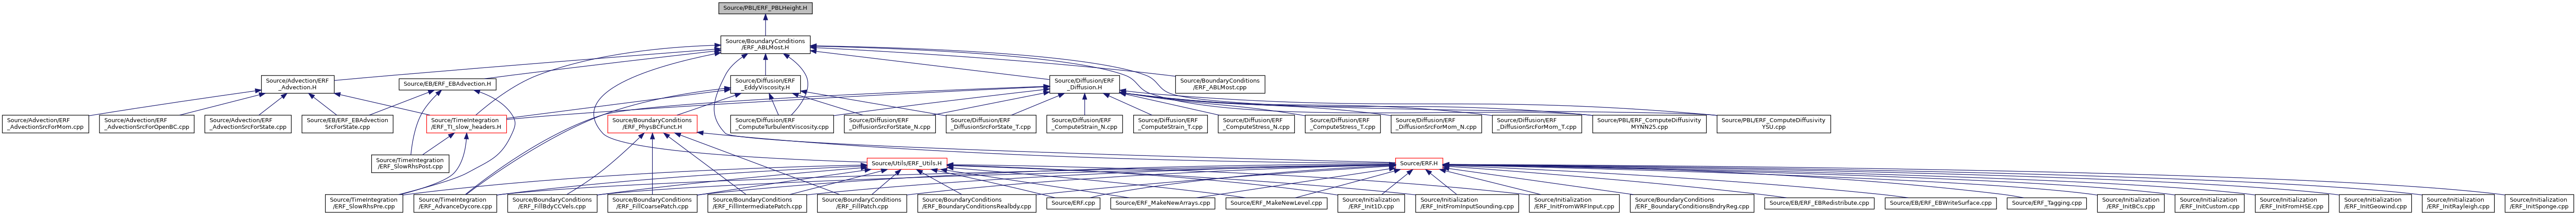 Source/PBL/ERF_PBLHeight.H
Source/BoundaryConditions
/ERF_ABLMost.H
Source/Advection/ERF
_Advection.H
Source/EB/ERF_EBAdvection.H
Source/Diffusion/ERF
_EddyViscosity.H
Source/Diffusion/ERF
_Diffusion.H
Source/BoundaryConditions
/ERF_ABLMost.cpp
Source/Advection/ERF
_AdvectionSrcForMom.cpp
Source/Advection/ERF
_AdvectionSrcForOpenBC.cpp
Source/Advection/ERF
_AdvectionSrcForState.cpp
Source/EB/ERF_EBAdvection
SrcForState.cpp
Source/TimeIntegration
/ERF_TI_slow_headers.H
Source/BoundaryConditions
/ERF_PhysBCFunct.H
Source/Diffusion/ERF
_ComputeTurbulentViscosity.cpp
Source/Diffusion/ERF
_DiffusionSrcForState_N.cpp
Source/Diffusion/ERF
_DiffusionSrcForState_T.cpp
Source/Diffusion/ERF
_ComputeStrain_N.cpp
Source/Diffusion/ERF
_ComputeStrain_T.cpp
Source/Diffusion/ERF
_ComputeStress_N.cpp
Source/Diffusion/ERF
_ComputeStress_T.cpp
Source/Diffusion/ERF
_DiffusionSrcForMom_N.cpp
Source/Diffusion/ERF
_DiffusionSrcForMom_T.cpp
Source/PBL/ERF_ComputeDiffusivity
MYNN25.cpp
Source/PBL/ERF_ComputeDiffusivity
YSU.cpp
Source/TimeIntegration
/ERF_SlowRhsPost.cpp
Source/Utils/ERF_Utils.H
Source/ERF.H
Source/TimeIntegration
/ERF_SlowRhsPre.cpp
Source/TimeIntegration
/ERF_AdvanceDycore.cpp
Source/BoundaryConditions
/ERF_FillBdyCCVels.cpp
Source/BoundaryConditions
/ERF_FillCoarsePatch.cpp
Source/BoundaryConditions
/ERF_FillIntermediatePatch.cpp
Source/BoundaryConditions
/ERF_FillPatch.cpp
Source/BoundaryConditions
/ERF_BoundaryConditionsRealbdy.cpp
Source/ERF.cpp
Source/ERF_MakeNewArrays.cpp
Source/ERF_MakeNewLevel.cpp
Source/Initialization
/ERF_Init1D.cpp
Source/Initialization
/ERF_InitFromInputSounding.cpp
Source/Initialization
/ERF_InitFromWRFInput.cpp
Source/BoundaryConditions
/ERF_BoundaryConditionsBndryReg.cpp
Source/EB/ERF_EBRedistribute.cpp
Source/EB/ERF_EBWriteSurface.cpp
Source/ERF_Tagging.cpp
Source/Initialization
/ERF_InitBCs.cpp
Source/Initialization
/ERF_InitCustom.cpp
Source/Initialization
/ERF_InitFromHSE.cpp
Source/Initialization
/ERF_InitGeowind.cpp
Source/Initialization
/ERF_InitRayleigh.cpp
Source/Initialization
/ERF_InitSponge.cpp